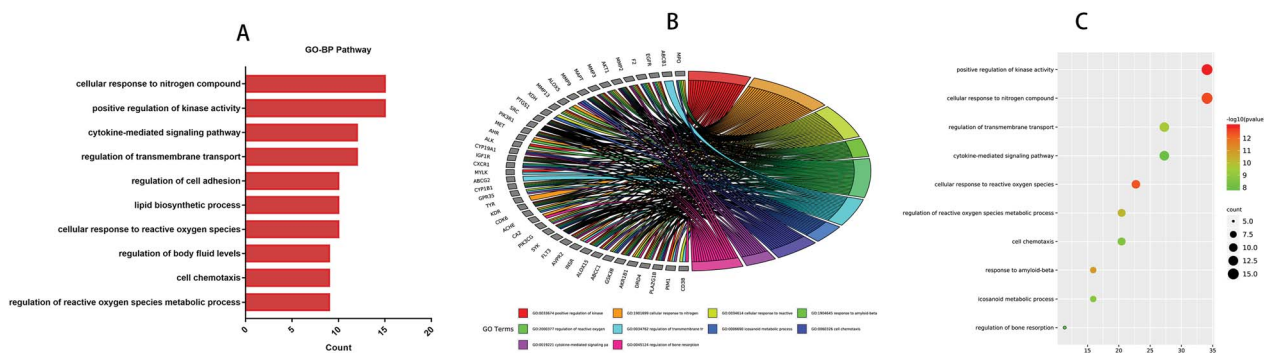 A
GO-BP Pathway
cellular response to nitrogen compound
positive regulation of kinase activity
cytokine-mediated signaling pathway
regulation of transmembrane transport
regulation of cell adhesion
lipid biosynthetic process
cellular response to reactive oxygen species
regulation of body fluid levels
cell chemotaxis
regulation of reactive oxygen species metabolic process
0 5 10 15 20
Count
B
MPO
ABCB1
EGFR
F2
MMP2
AKT1
MMP3
MAPT
MMP9
ALOX5
MMP13
XDH
PTGS1
SRC
PIK3R1
MET
AHR
ALK
CYP19A1
IGF1R
CXCR1
MYLK
ABCG2
CYP1B1
GPR35
TYR
KDR
CDK6
ACHE
CA2
PIK3CG
SYK
FLT3
AVPR2
INSR
ALOX15
ABCC1
GSK3B
AKR1B1
DRD4
PLA2G1B
PIM1
CD38
GO Terms
GO:0033674 positive regulation of kinase
GO:1901699 cellular response to nitrogen
GO:0034614 cellular response to reactive
GO:1904645 response to amyloid-beta
GO:2000377 regulation of reactive oxygen
GO:0034762 regulation of transmembrane tr
GO:0006690 icosanoid metabolic process
GO:0060326 cell chemotaxis
GO:0019221 cytokine-mediated signaling pa
GO:0045124 regulation of bone resorption
C
positive regulation of kinase activity
cellular response to nitrogen compound
regulation of transmembrane transport
cytokine-mediated signaling pathway
cellular response to reactive oxygen species
regulation of reactive oxygen species metabolic process
cell chemotaxis
response to amyloid-beta
icosanoid metabolic process
regulation of bone resorption
15 20 25 30 35
-log10(pvalue
12
11
10
9
8
count
5.0
7.5
10.0
12.5
15.0